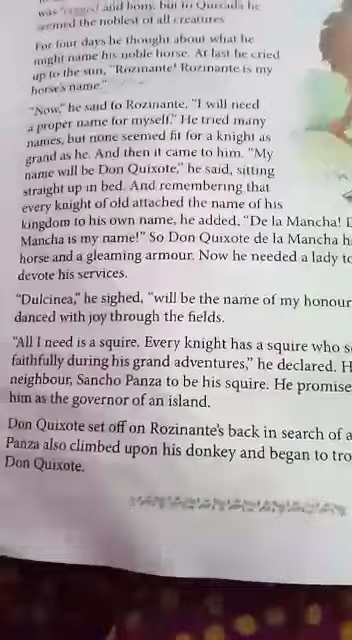 was ragged and bony, but to Quixada he
seemed the noblest of all creatures
For four days he thought about what he
might name his noble horse. At last he cried
up to the sun, "Rozinante! Rozinante is my
horse's name."
"Now," he said to Rozinante, "I will need
a proper name for myself." He tried many
names, but none seemed fit for a knight as
grand as he. And then it came to him. "My
name will be Don Quixote," he said, sitting
straight up in bed. And remembering that
every knight of old attached the name of his
kingdom to his own name, he added, "De la Mancha! D
Mancha is my name!" So Don Quixote de la Mancha h
horse and a gleaming armour. Now he needed a lady to
devote his services.
"Dulcinea," he sighed, "will be the name of my honour
danced with joy through the fields.
"All I need is a squire. Every knight has a squire who s
faithfully during his grand adventures," he declared. H
neighbour, Sancho Panza to be his squire. He promise
him as the governor of an island.
Don Quixote set off on Rozinante's back in search of a
Panza also climbed upon his donkey and began to tro
Don Quixote.